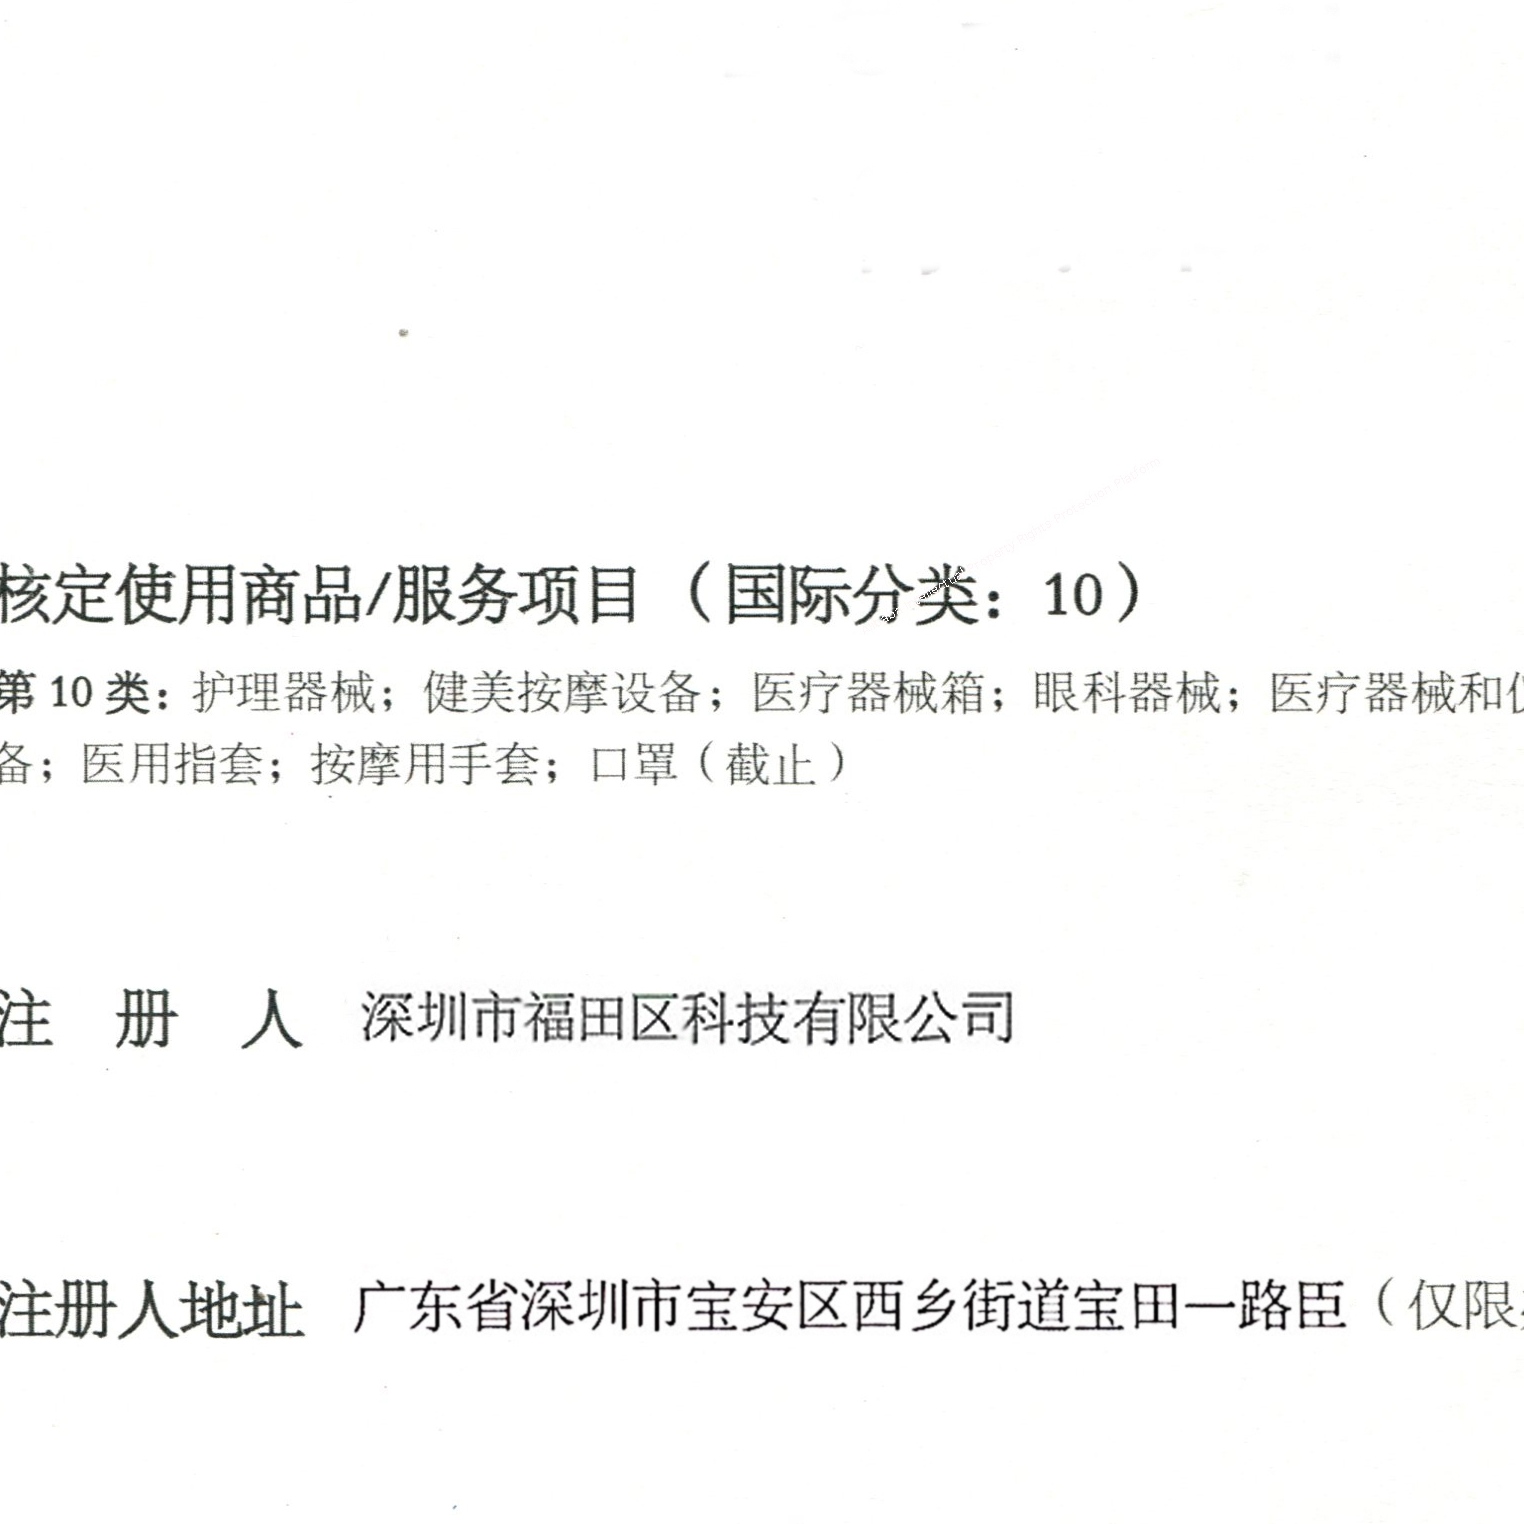 核定使用商品/服务项目（国际分类：10）
第 10 类：护理器械；健美按摩设备；医疗器械箱；眼科器械；医疗器械和
备；医用指套；按摩用手套；口罩（截止）
注 册 人 深圳市福田区科技有限公司
注册人地址 广东省深圳市宝安区西乡街道宝田一路臣（仅限